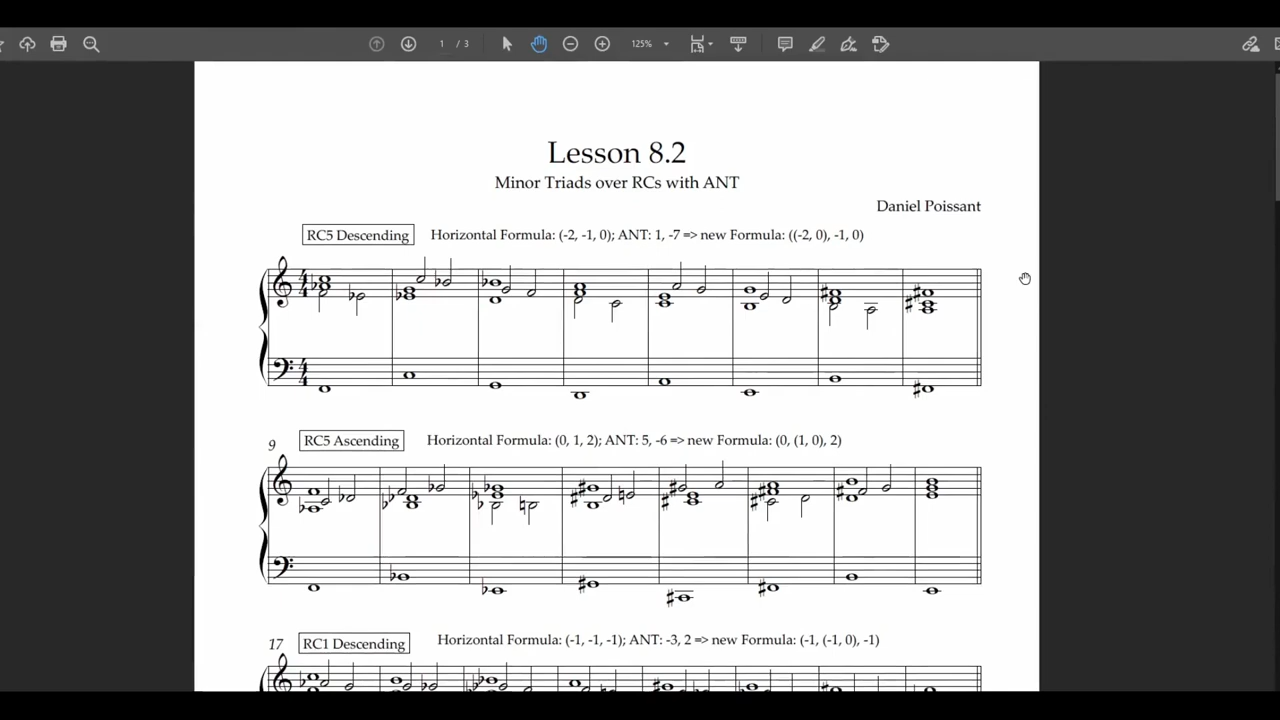 1 / 3
125%
Lesson 8.2
Minor Triads over RCs with ANT
Daniel Poissant
RC5 Descending Horizontal Formula: (-2, -1, 0); ANT: 1, -7 => new Formula: ((-2, 0), -1, 0)
9 RC5 Ascending Horizontal Formula: (0, 1, 2); ANT: 5, -6 => new Formula: (0, (1, 0), 2)
17 RC1 Descending Horizontal Formula: (-1, -1, -1); ANT: -3, 2 => new Formula: (-1, (-1, 0), -1)